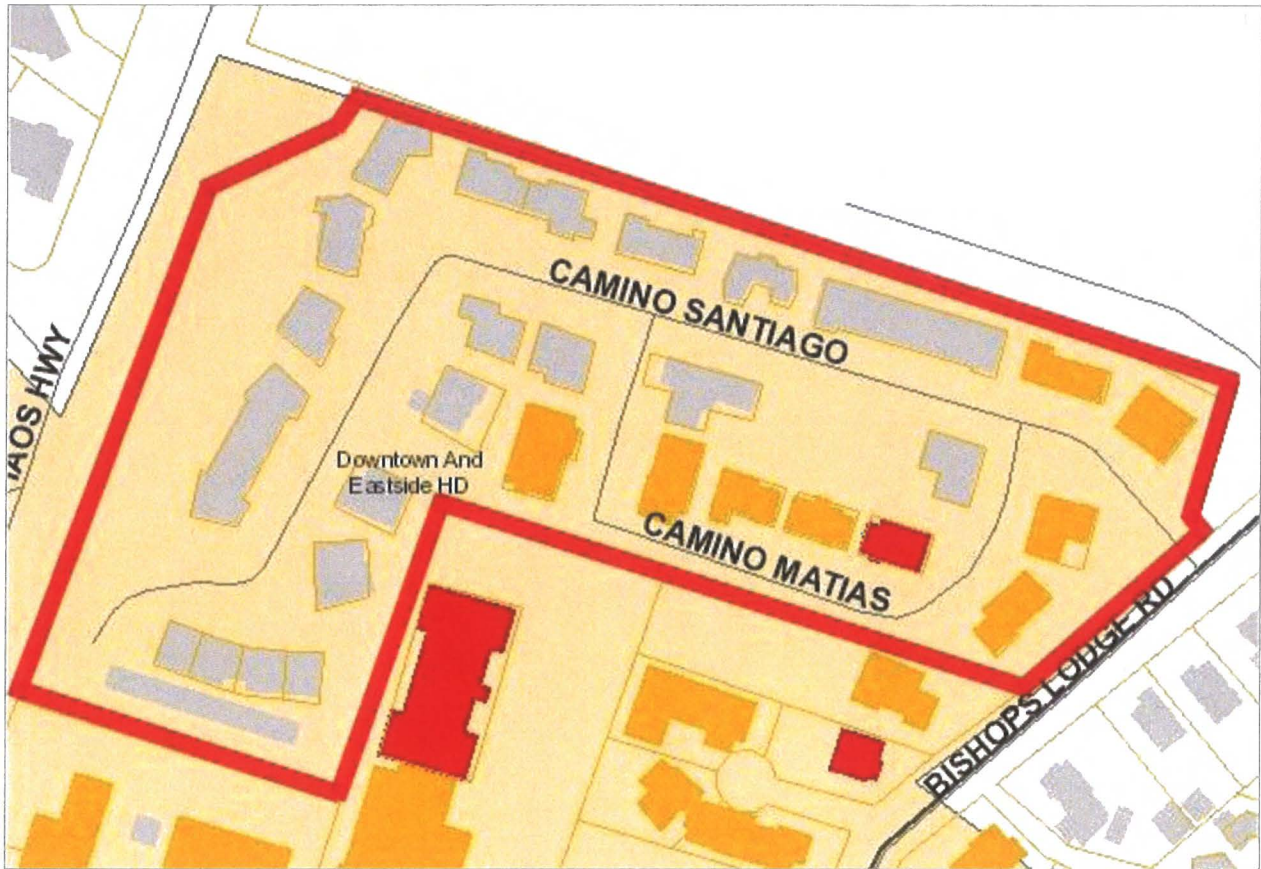 CAMINO SANTIAGO
TAOS HWY
Downtown And
Eastside HD
CAMINO MATIAS
BISHOPS LODGE RD